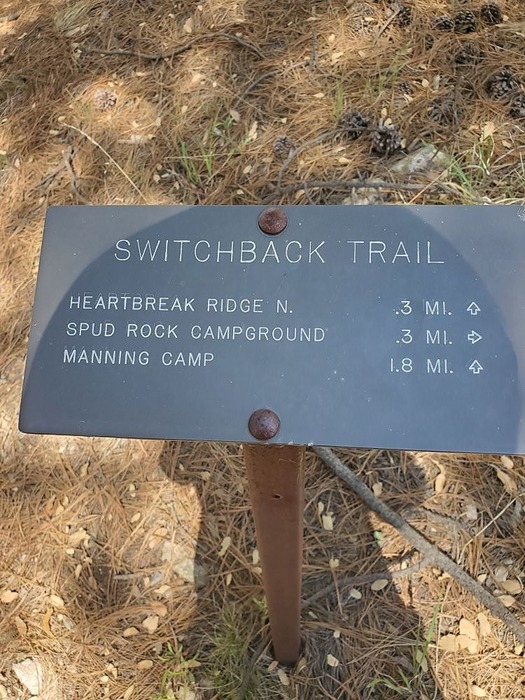 SWITCHBACK TRAIL
HEARTBREAK RIDGE N. .3 MI. ⇧
SPUD ROCK CAMPGROUND .3 MI. ⇨
MANNING CAMP 1.8 MI. ⇧